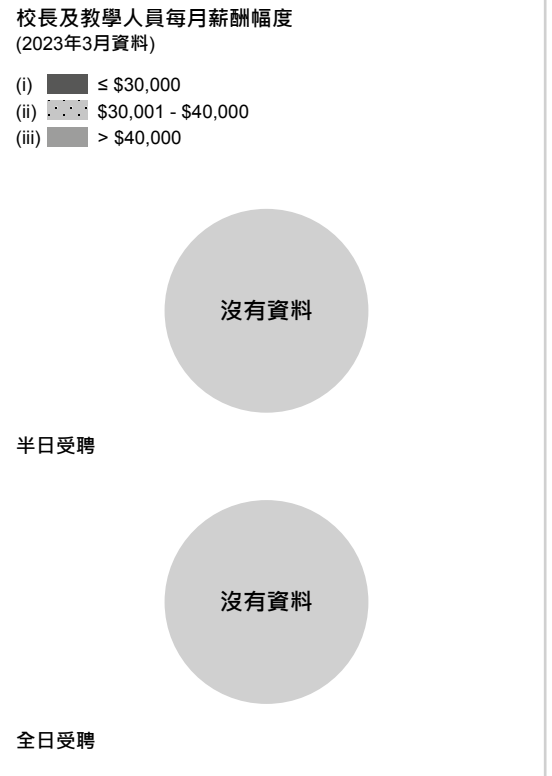 校長及教學人員每月薪酬幅度
(2023年3月資料)
(i) ≤ $30,000
(ii) $30,001 - $40,000
(iii) > $40,000
沒有資料
半日受聘
沒有資料
全日受聘